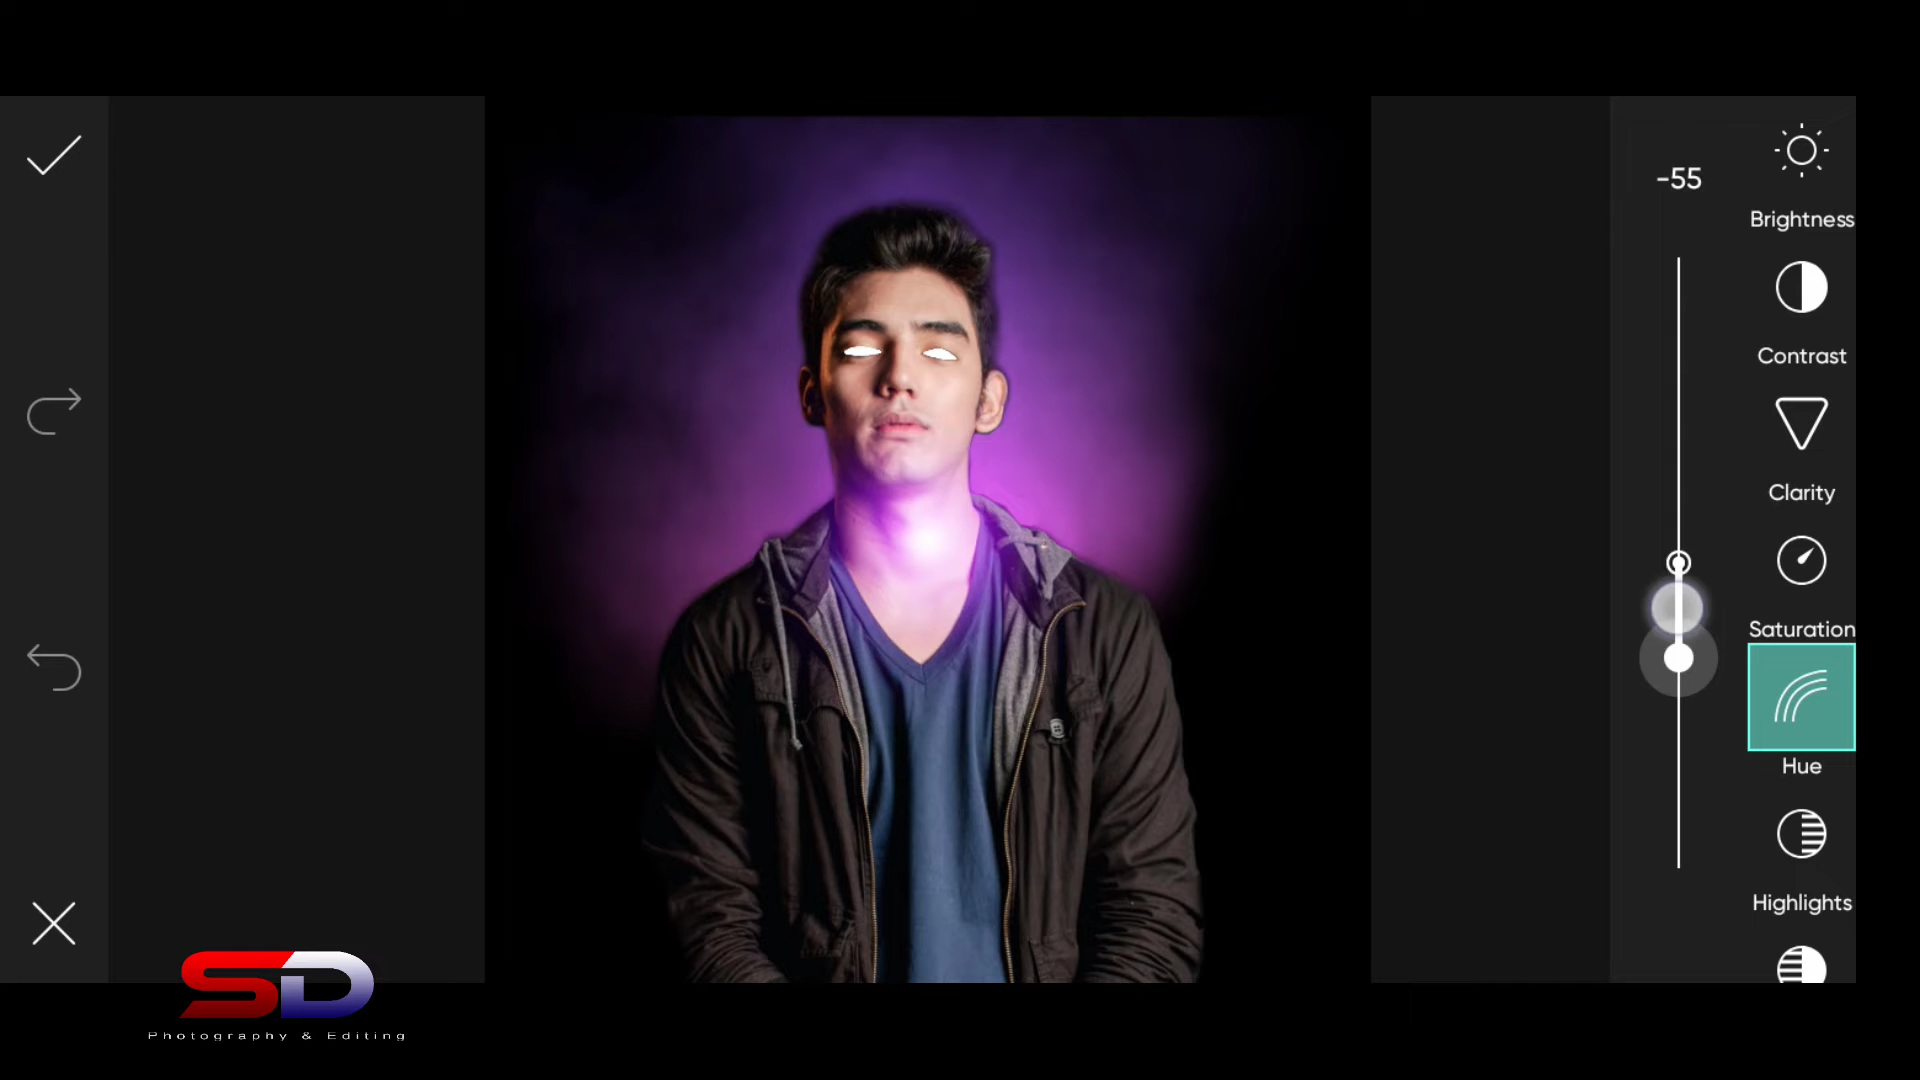 -55
Brightness
Contrast
Clarity
Saturation
Hue
Highlights
SD
Photography & Editing